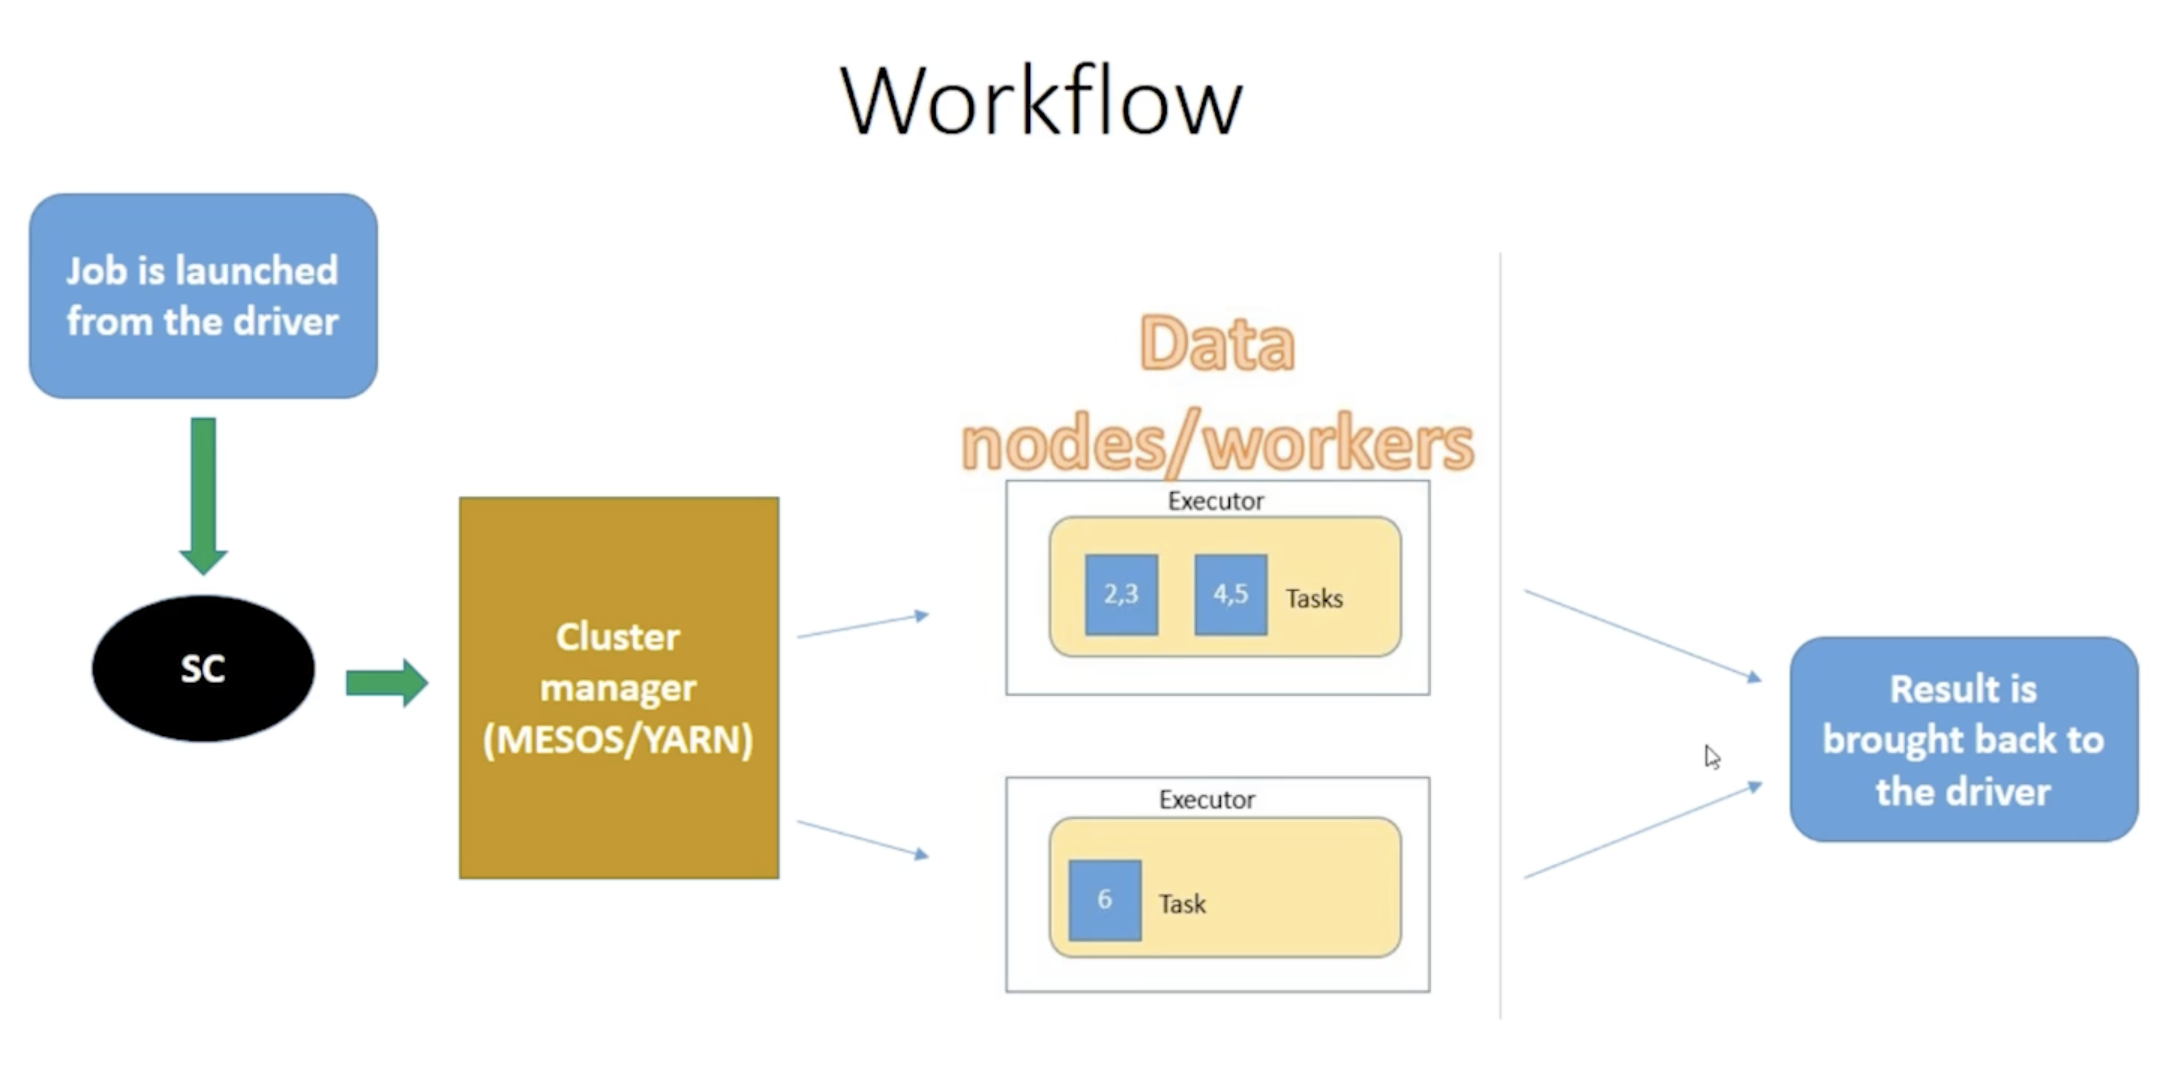 Workflow
Job is launched
from the driver
SC
Cluster
manager
(MESOS/YARN)
Data
nodes/workers
Executor
2,3
4,5
Tasks
Executor
6
Task
Result is
brought back to
the driver